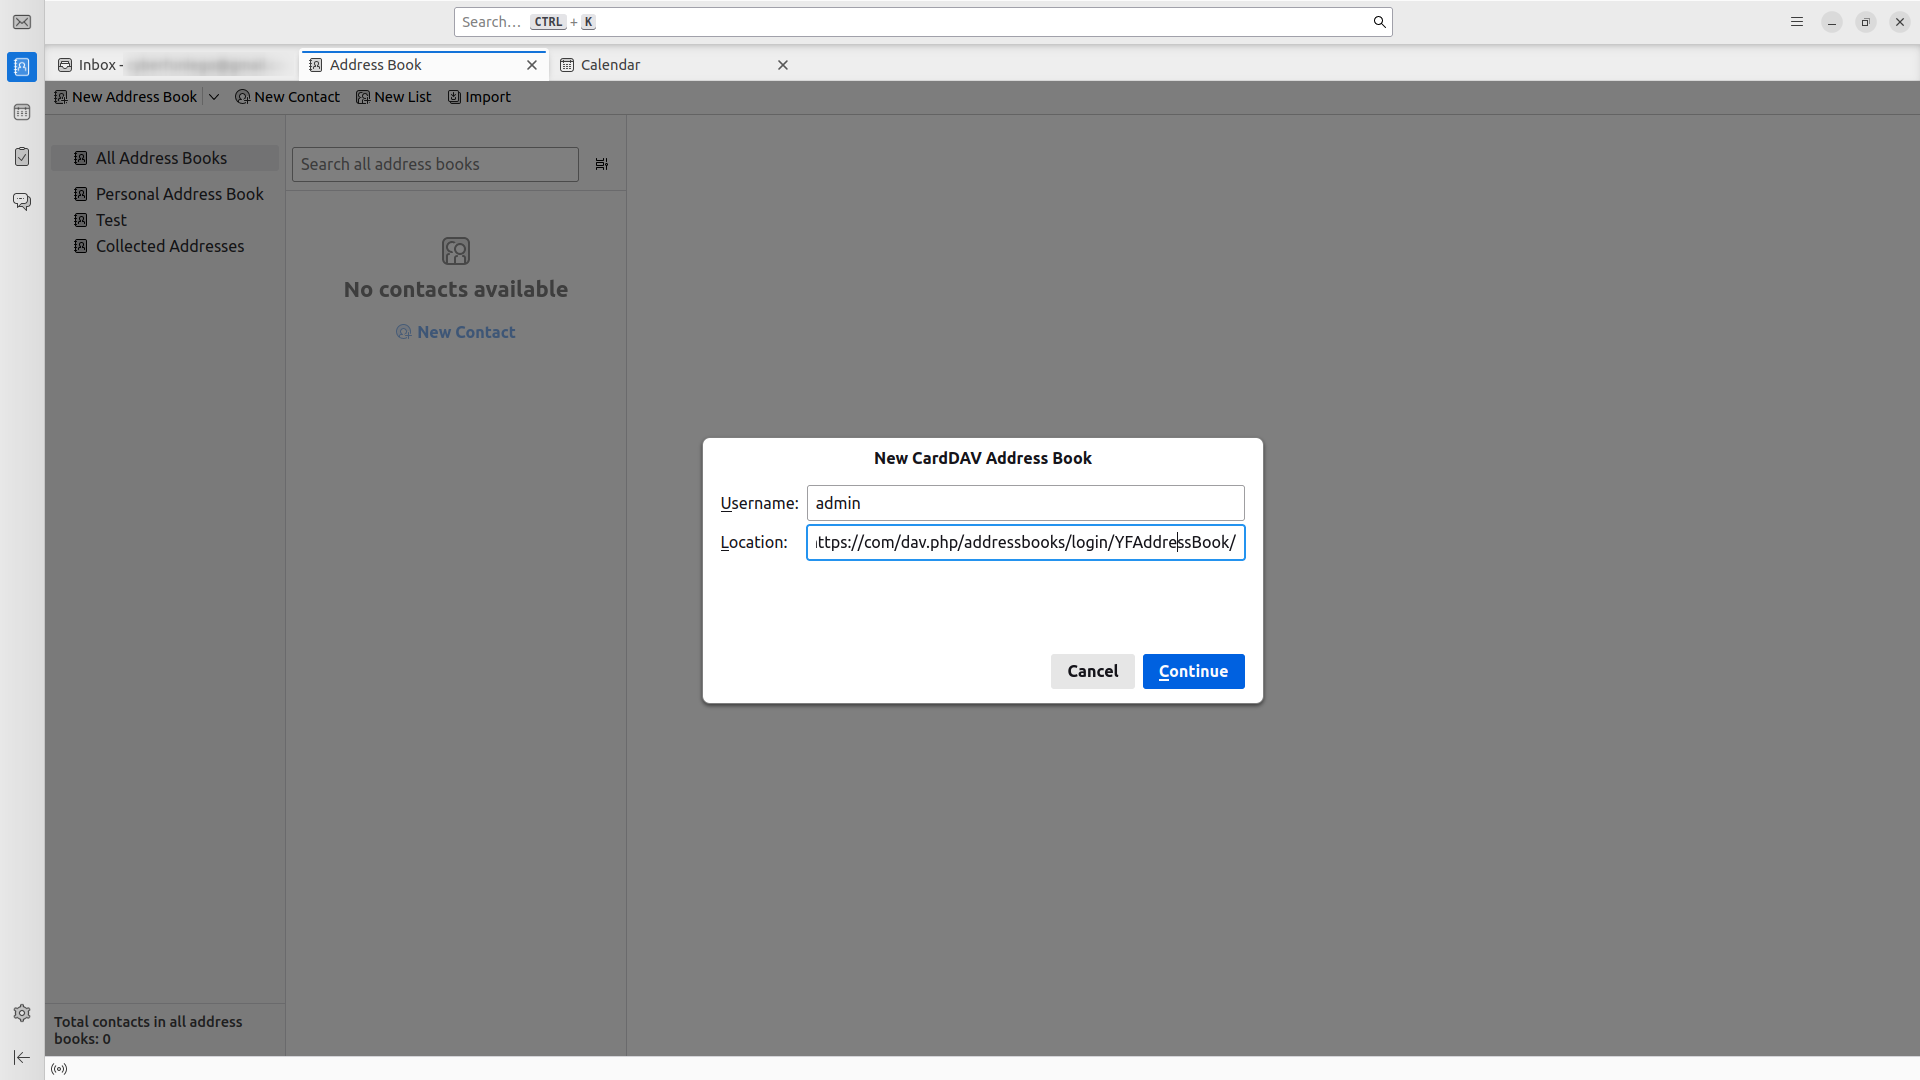 Search… CTRL + K
Inbox -
Address Book
Calendar
New Address Book
New Contact
New List
Import
All Address Books
Personal Address Book
Test
Collected Addresses
Search all address books
No contacts available
New Contact
New CardDAV Address Book
Username: admin
Location: ttps://com/dav.php/addressbooks/login/YFAddressBook/
Cancel
Continue
Total contacts in all address
books: 0